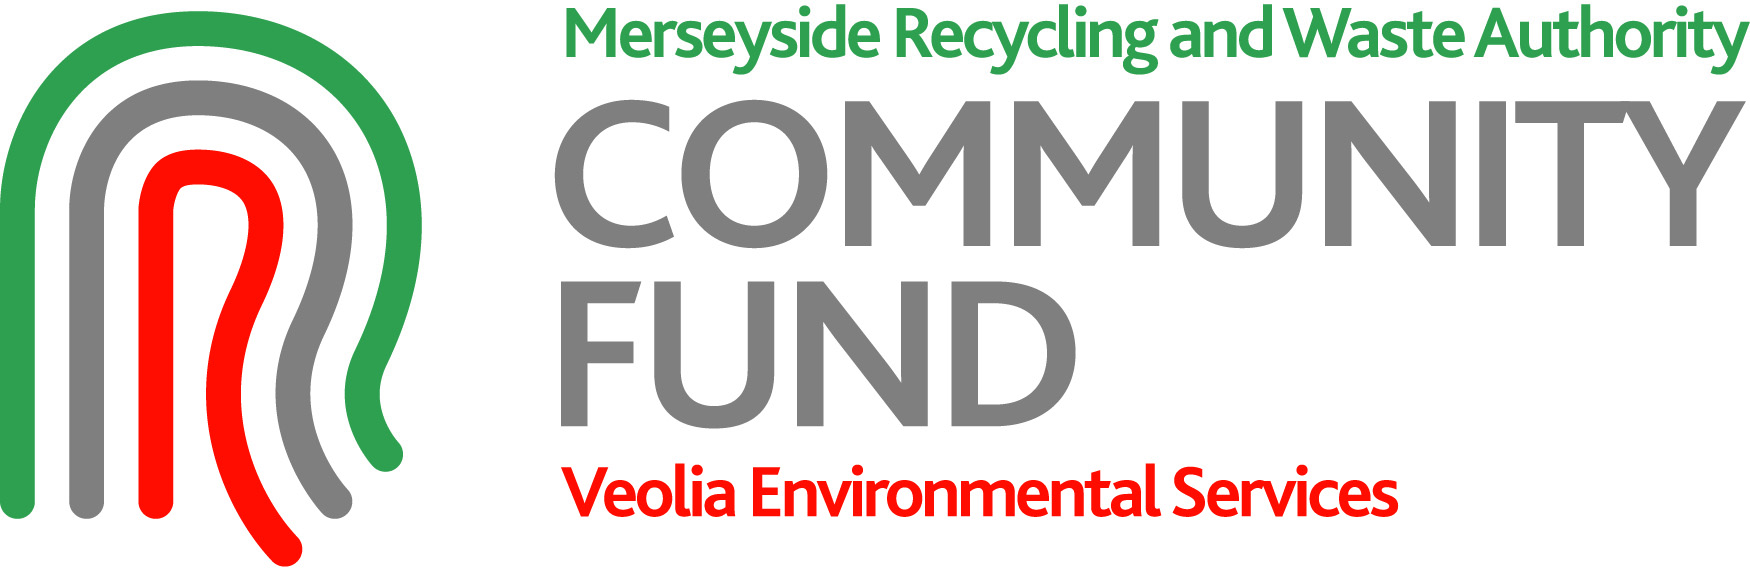 Merseyside Recycling and Waste Authority
COMMUNITY
FUND
Veolia Environmental Services